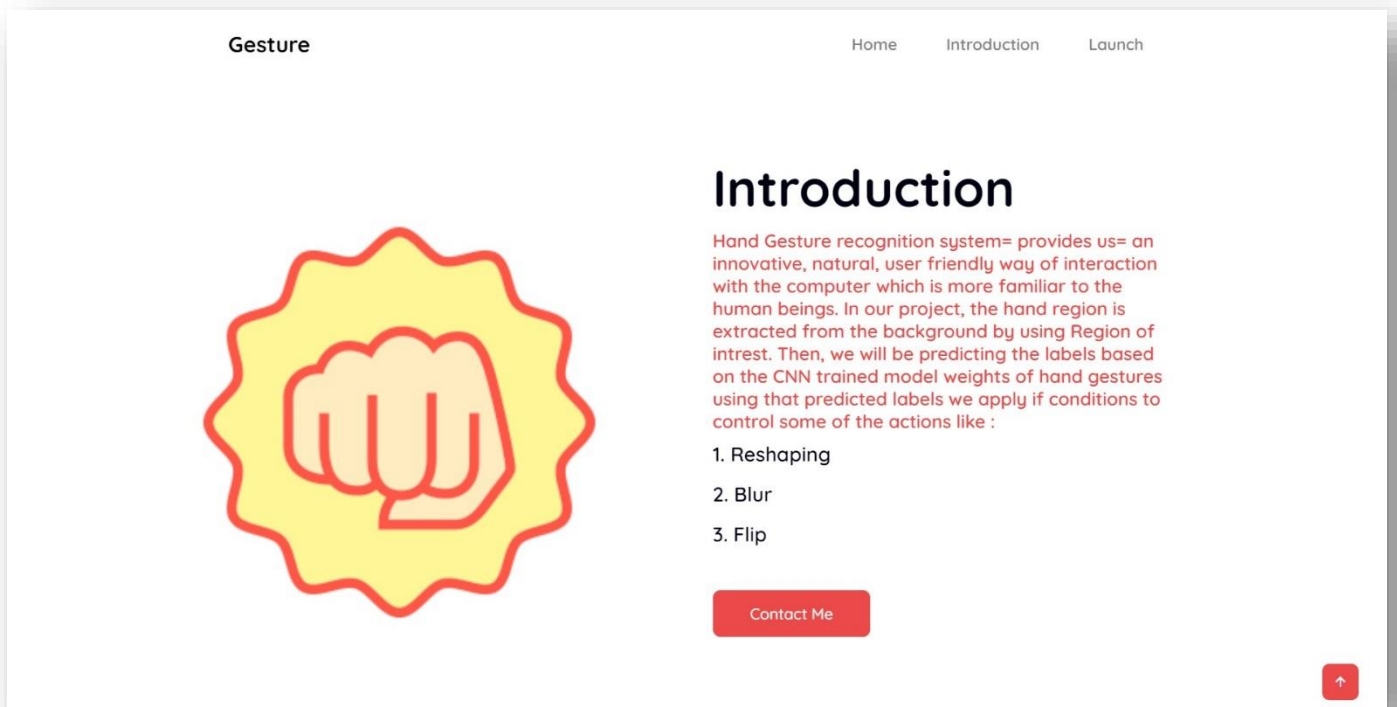 Gesture
Home Introduction Launch
Introduction
Hand Gesture recognition system= provides us= an
innovative, natural, user friendly way of interaction
with the computer which is more familiar to the
human beings. In our project, the hand region is
extracted from the background by using Region of
intrest. Then, we will be predicting the labels based
on the CNN trained model weights of hand gestures
using that predicted labels we apply if conditions to
control some of the actions like :
1. Reshaping
2. Blur
3. Flip
Contact Me